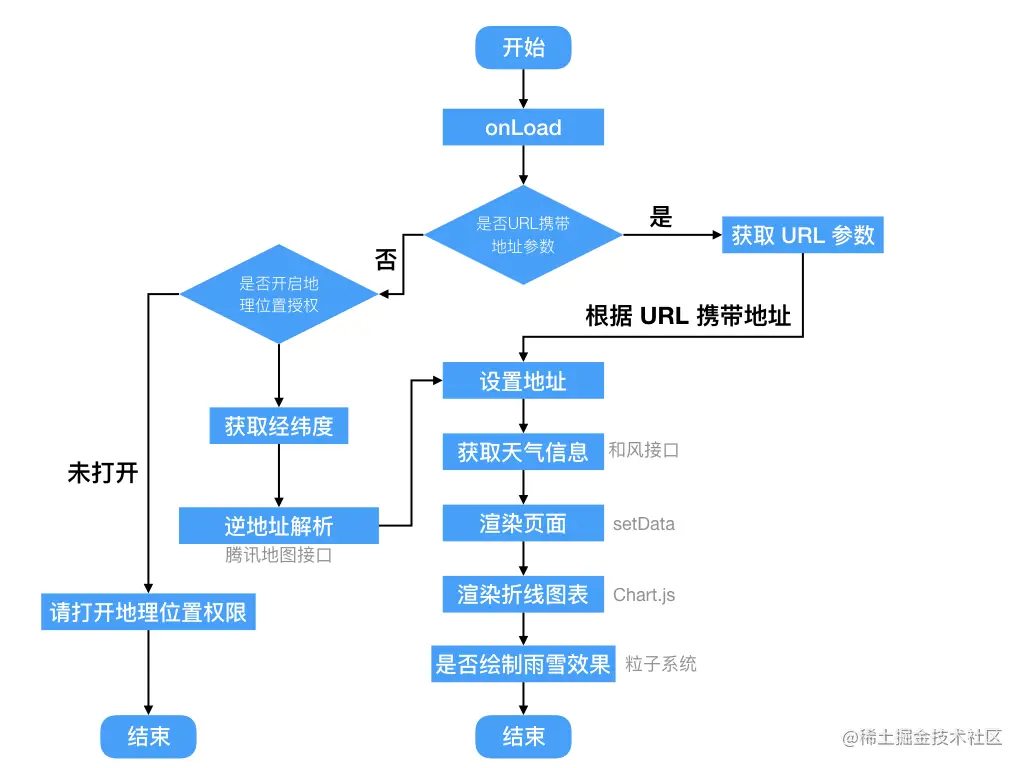 开始
onLoad
是否URL携带
地址参数
是
获取 URL 参数
否
是否开启地
理位置授权
根据 URL 携带地址
设置地址
获取经纬度
获取天气信息
和风接口
未打开
逆地址解析
腾讯地图接口
渲染页面
setData
渲染折线图表
Chart.js
请打开地理位置权限
是否绘制雨雪效果
粒子系统
结束
结束
@稀土掘金技术社区